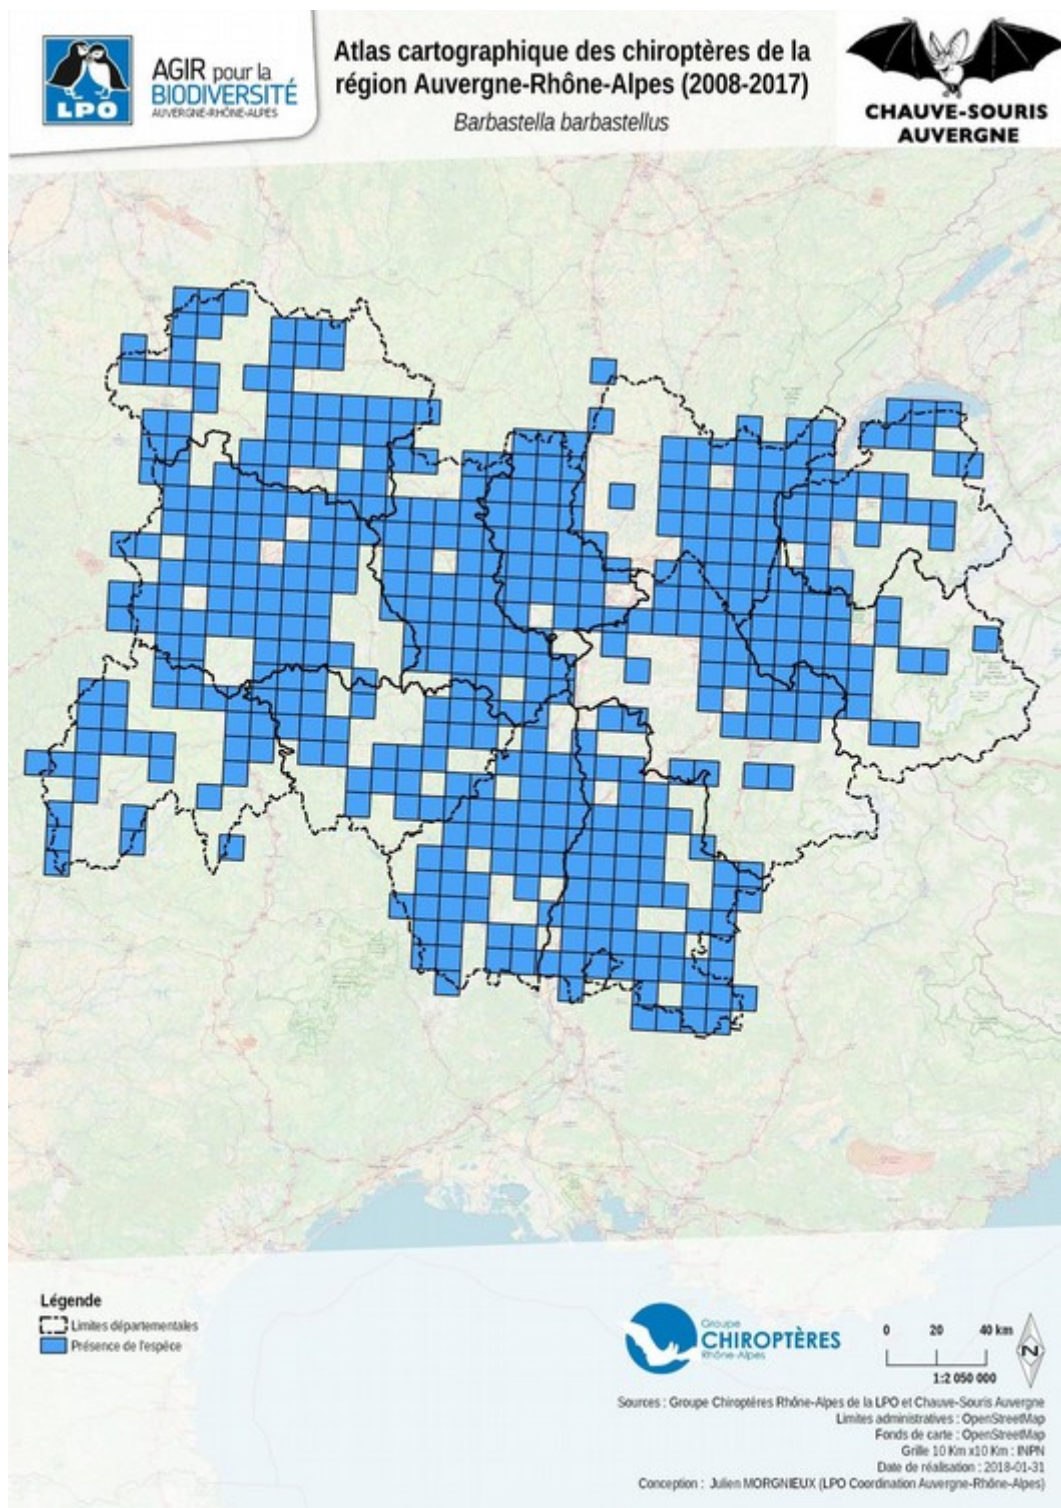 LPO
AGIR pour la
BIODIVERSITÉ
AUVERGNE-RHÔNE-ALPES
Atlas cartographique des chiroptères de la
région Auvergne-Rhône-Alpes (2008-2017)
Barbastella barbastellus
CHAUVE-SOURIS
AUVERGNE
Légende
Limites départementales
Présence de l'espéce
Groupe
CHIROPTÈRES
Rhône-Alpes
0 20 40 km
N
1:2 050 000
Sources : Groupe Chiroptères Rhône-Alpes de la LPO et Chauve-Souris Auvergne
Limites administratives : OpenStreetMap
Fonds de carte : OpenStreetMap
Grille 10 Km x10 Km : INPN
Date de réalisation : 2018-01-31
Conception : Julien MORGNIEUX (LPO Coordination Auvergne-Rhône-Alpes)